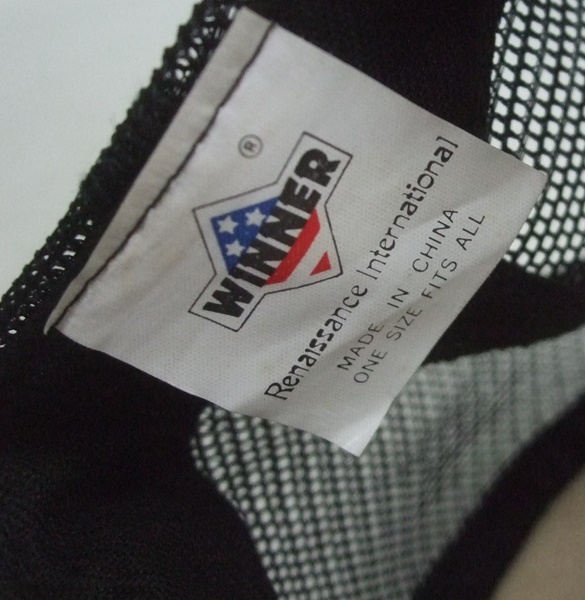 ®
WINNER
Renaissance International
MADE IN CHINA
ONE SIZE FITS ALL